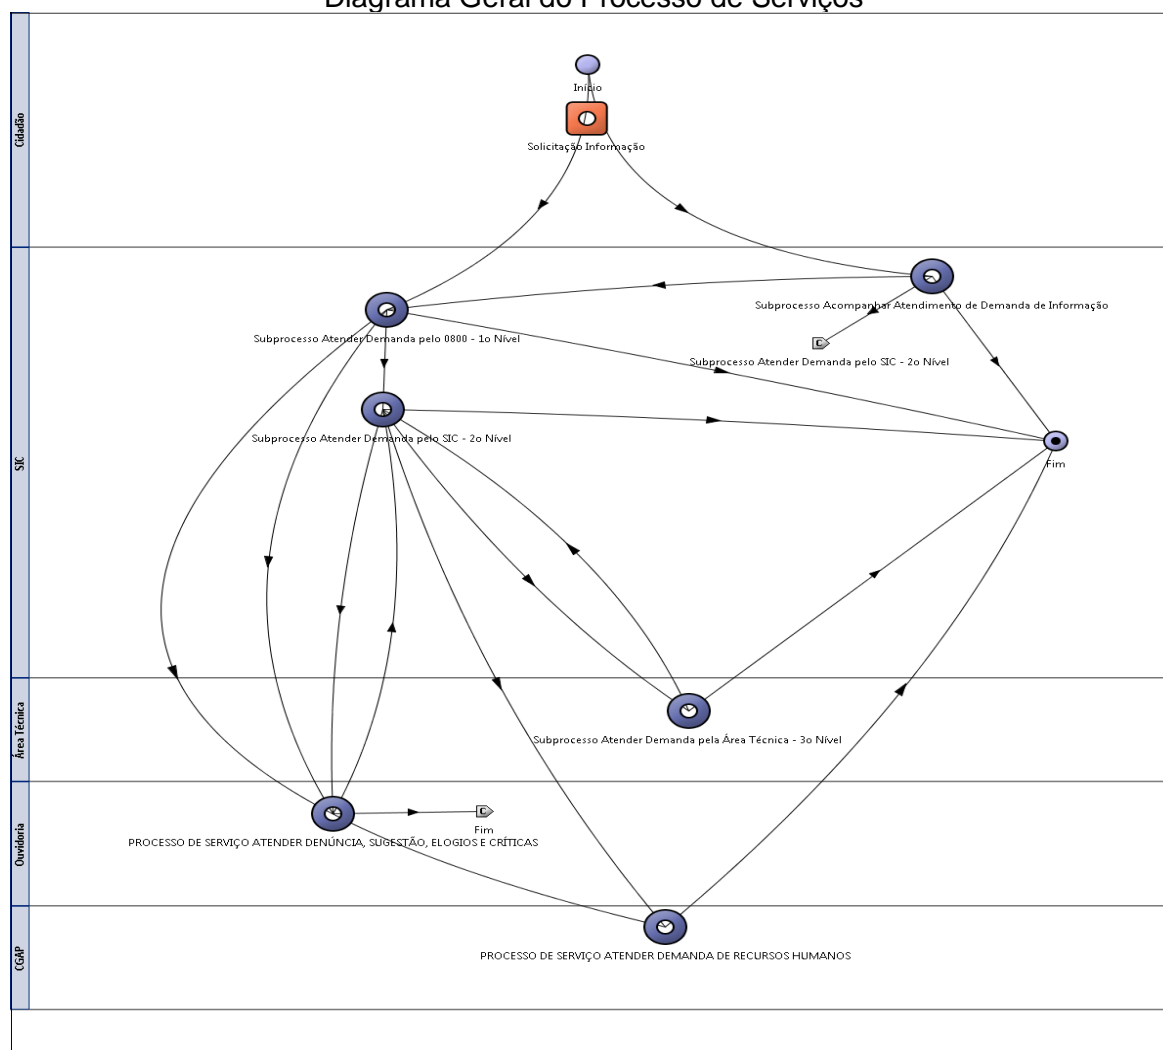 Diagrama Geral do Processo de Serviços
Cidadão
Início
Solicitação Informação
SIC
Subprocesso Acompanhar Atendimento de Demanda de Informação
Subprocesso Atender Demanda pelo 0800 - 1o Nível
C
Subprocesso Atender Demanda pelo SIC - 2o Nível
Subprocesso Atender Demanda pelo SIC - 2o Nível
Fim
Área Técnica
Subprocesso Atender Demanda pela Área Técnica - 3o Nível
Ouvidoria
C
Fim
PROCESSO DE SERVIÇO ATENDER DENÚNCIA, SUGESTÃO, ELOGIOS E CRÍTICAS
CGAP
PROCESSO DE SERVIÇO ATENDER DEMANDA DE RECURSOS HUMANOS